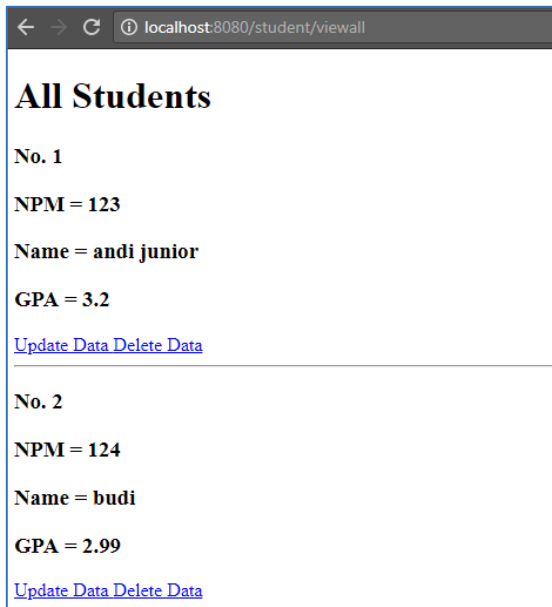 localhost:8080/student/viewall
All Students
No. 1
NPM = 123
Name = andi junior
GPA = 3.2
Update Data Delete Data
No. 2
NPM = 124
Name = budi
GPA = 2.99
Update Data Delete Data